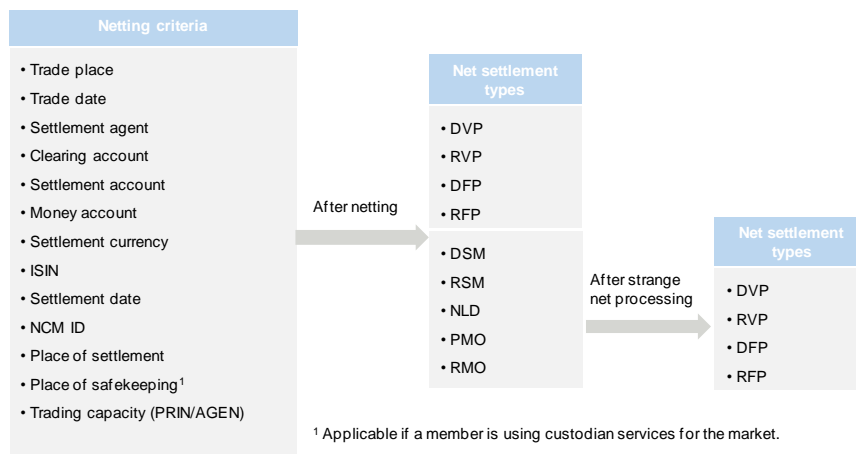 Netting criteria
• Trade place
• Trade date
• Settlement agent
• Clearing account
• Settlement account
• Money account
• Settlement currency
• ISIN
• Settlement date
• NCM ID
• Place of settlement
• Place of safekeeping¹
• Trading capacity (PRIN/AGEN)
After netting
Net settlement
types
• DVP
• RVP
• DFP
• RFP
• DSM
• RSM
• NLD
• PMO
• RMO
After strange
net processing
Net settlement
types
• DVP
• RVP
• DFP
• RFP
¹ Applicable if a member is using custodian services for the market.